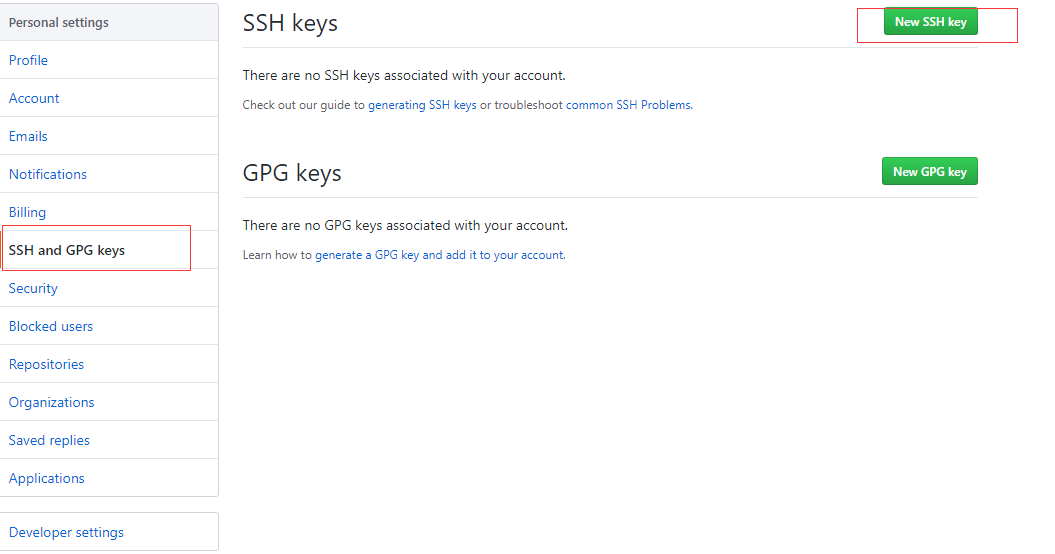 Personal settings
Profile
Account
Emails
Notifications
Billing
SSH and GPG keys
Security
Blocked users
Repositories
Organizations
Saved replies
Applications
Developer settings
SSH keys
New SSH key
There are no SSH keys associated with your account.
Check out our guide to generating SSH keys or troubleshoot common SSH Problems.
GPG keys
New GPG key
There are no GPG keys associated with your account.
Learn how to generate a GPG key and add it to your account.